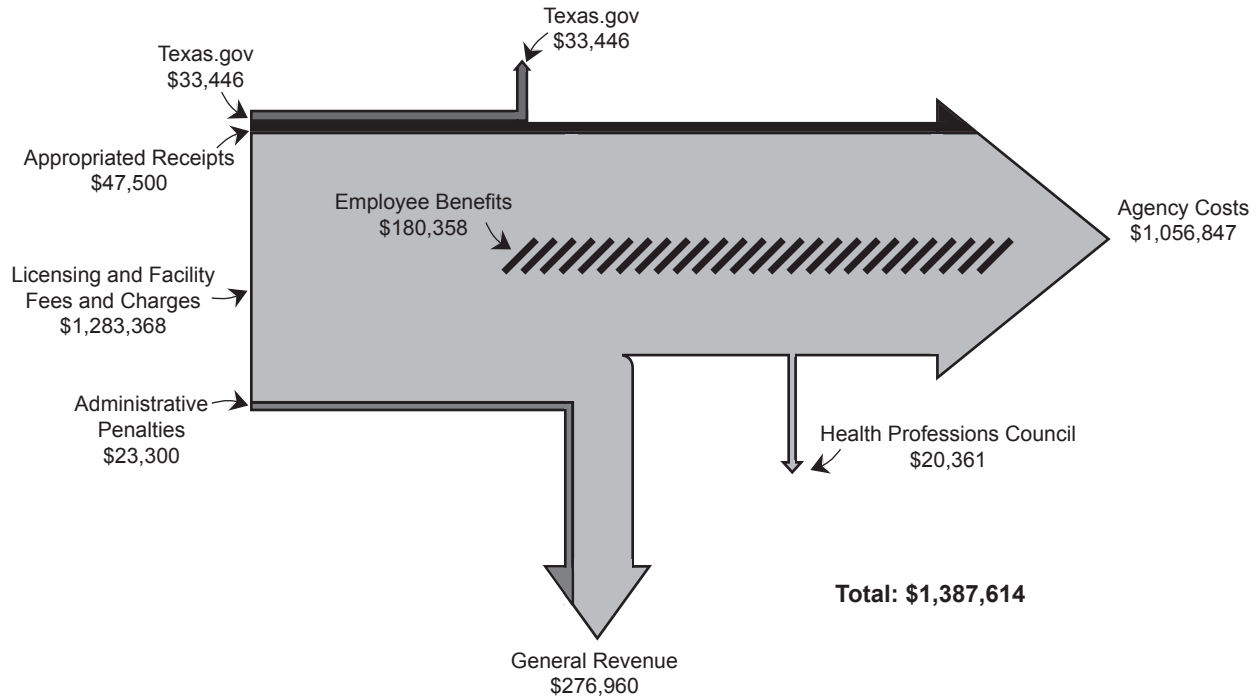 Texas.gov
$33,446
Texas.gov
$33,446
Appropriated Receipts
$47,500
Employee Benefits
$180,358
Agency Costs
$1,056,847
Licensing and Facility
Fees and Charges
$1,283,368
Administrative
Penalties
$23,300
Health Professions Council
$20,361
Total: $1,387,614
General Revenue
$276,960